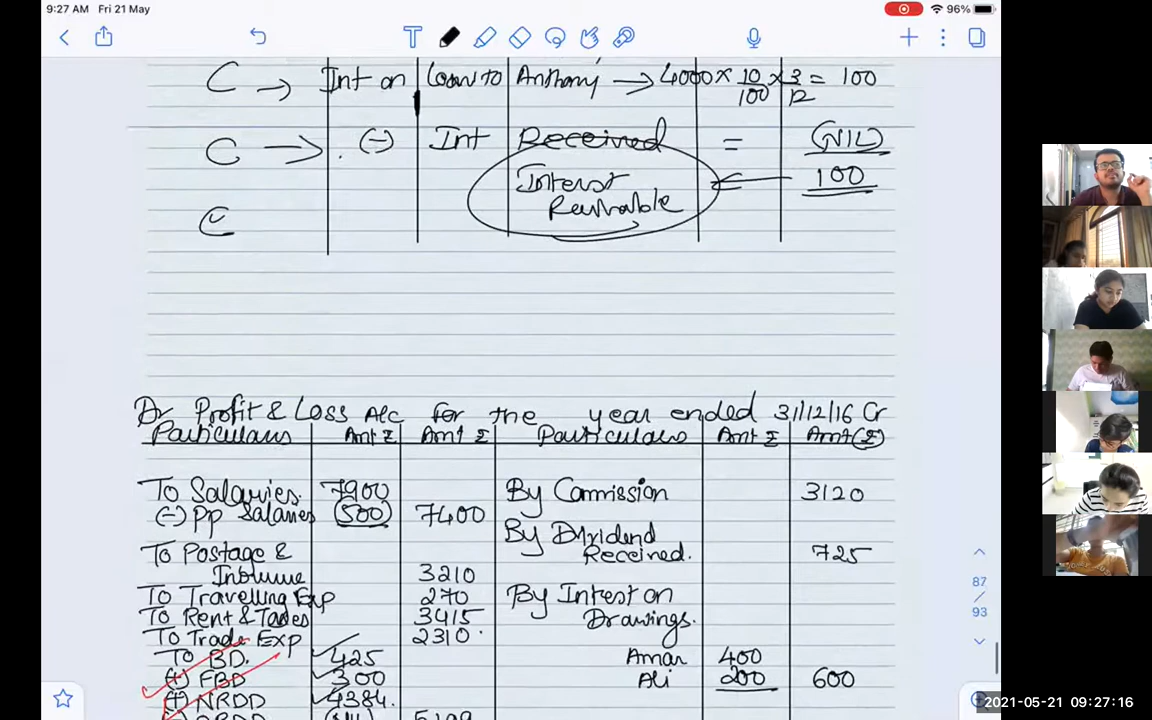 9:27 AM Fri 21 May
96%
C → Int on Loan to Anthony → 4000 × 10/100 × 3/12 = 100
C → (-) Int Received = (NIL)
Interest 100
C
Dr Profit & Loss A/c for the year ended 31/12/16 Cr
Particulars Amt ₹ Amt ₹ Particulars Amt ₹ Amt (₹)
To Salaries 7900 By Commission 3120
(-) Pp Salaries (500) 7400
By Dividend
To Postage & Received. 725
3210
To Travelling Exp 270 By Interest on
To Rent & Taxes 3415 Drawings.
To Trade Exp 2310
To BD. 425 Amar 400
(+) FBD 300 Ali 200 600
(+) NRDD 4384
87
93
2021-05-21 09:27:16